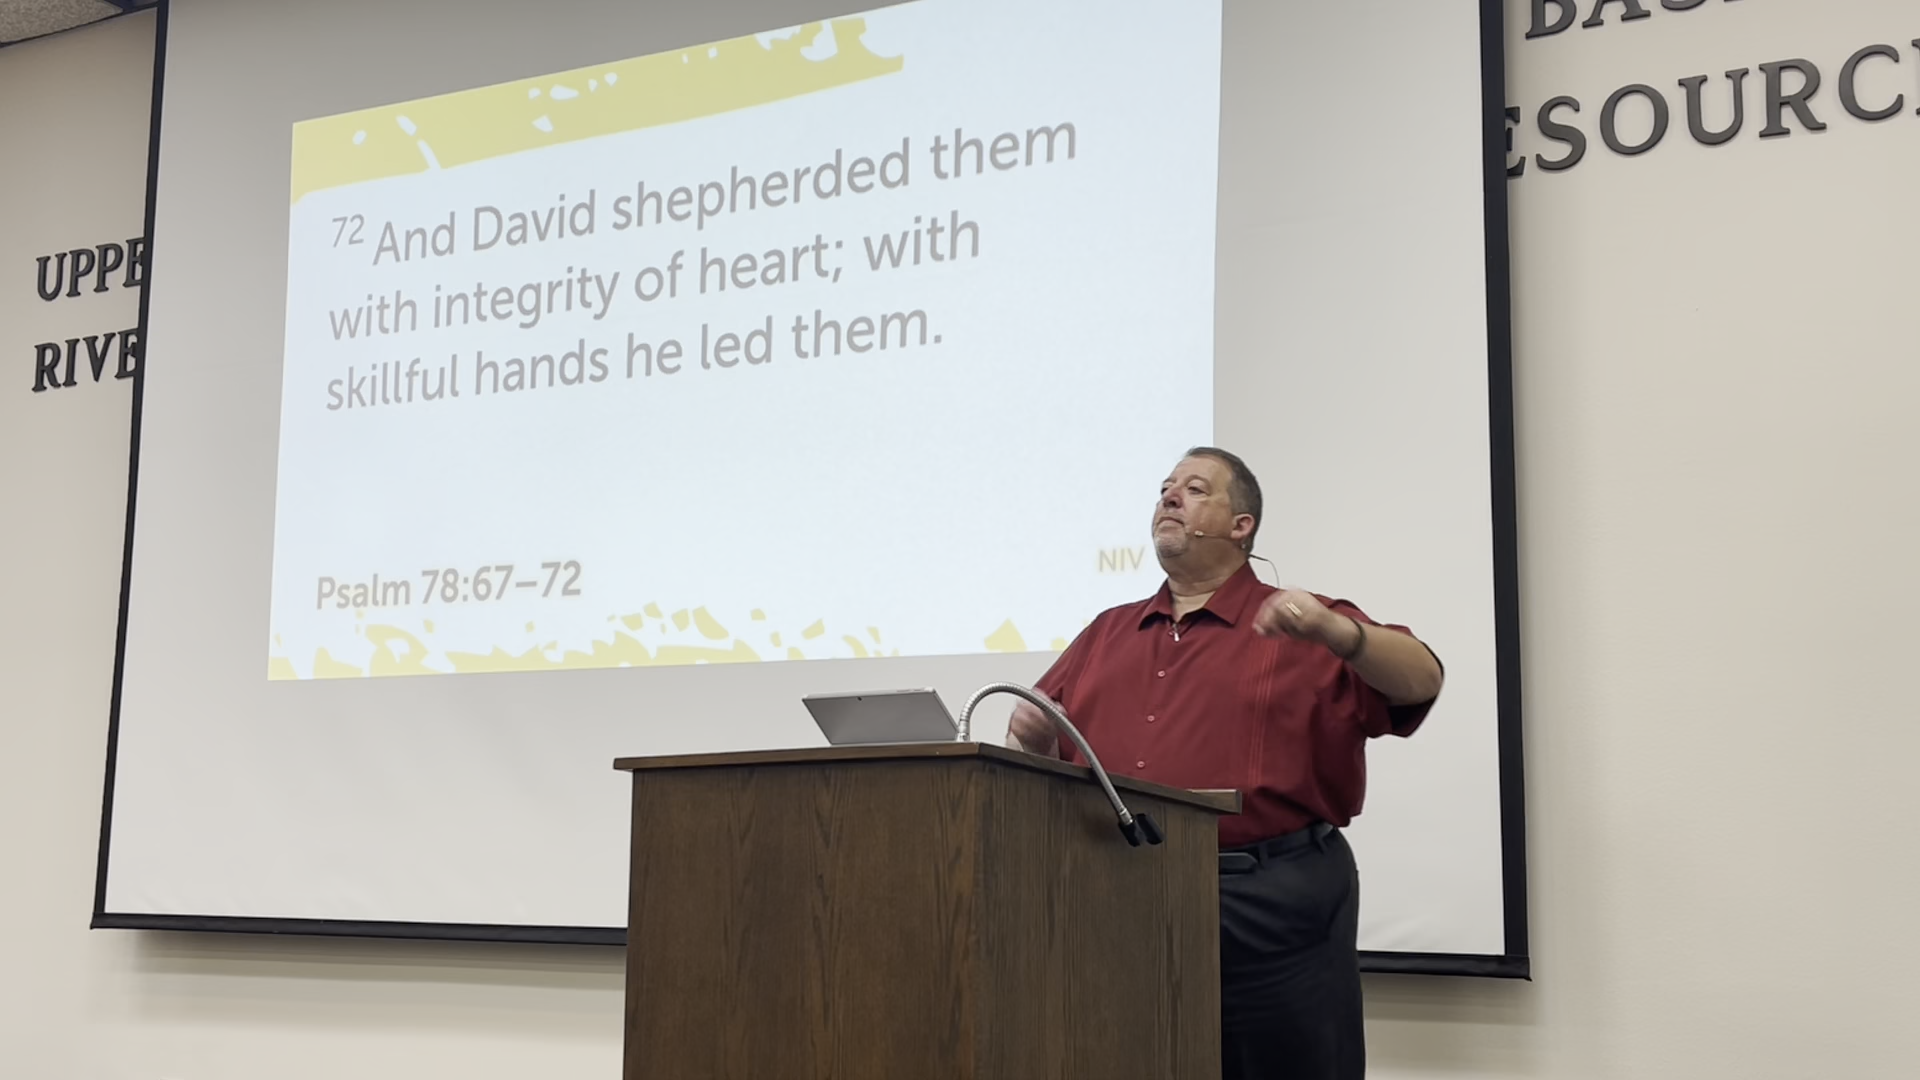 BAS
ESOURC
UPPE
RIVE
72 And David shepherded them
with integrity of heart; with
skillful hands he led them.
Psalm 78:67–72
NIV